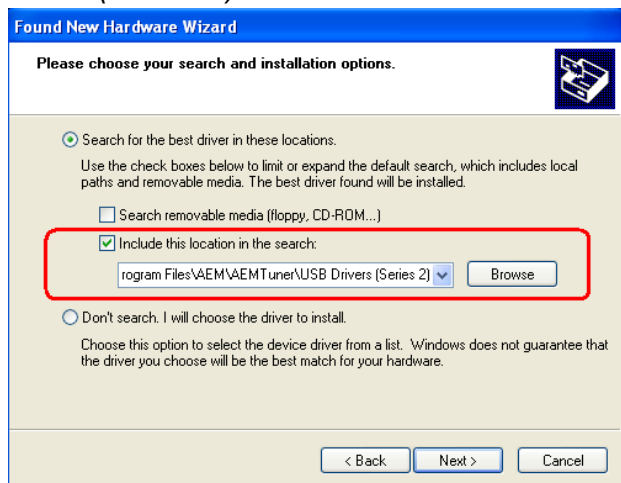 Found New Hardware Wizard
Please choose your search and installation options.
Search for the best driver in these locations.
Use the check boxes below to limit or expand the default search, which includes local
paths and removable media. The best driver found will be installed.
Search removable media (floppy, CD-ROM...)
Include this location in the search:
rogram Files\AEM\AEMTuner\USB Drivers (Series 2) Browse
Don't search. I will choose the driver to install.
Choose this option to select the device driver from a list. Windows does not guarantee that
the driver you choose will be the best match for your hardware.
< Back Next > Cancel